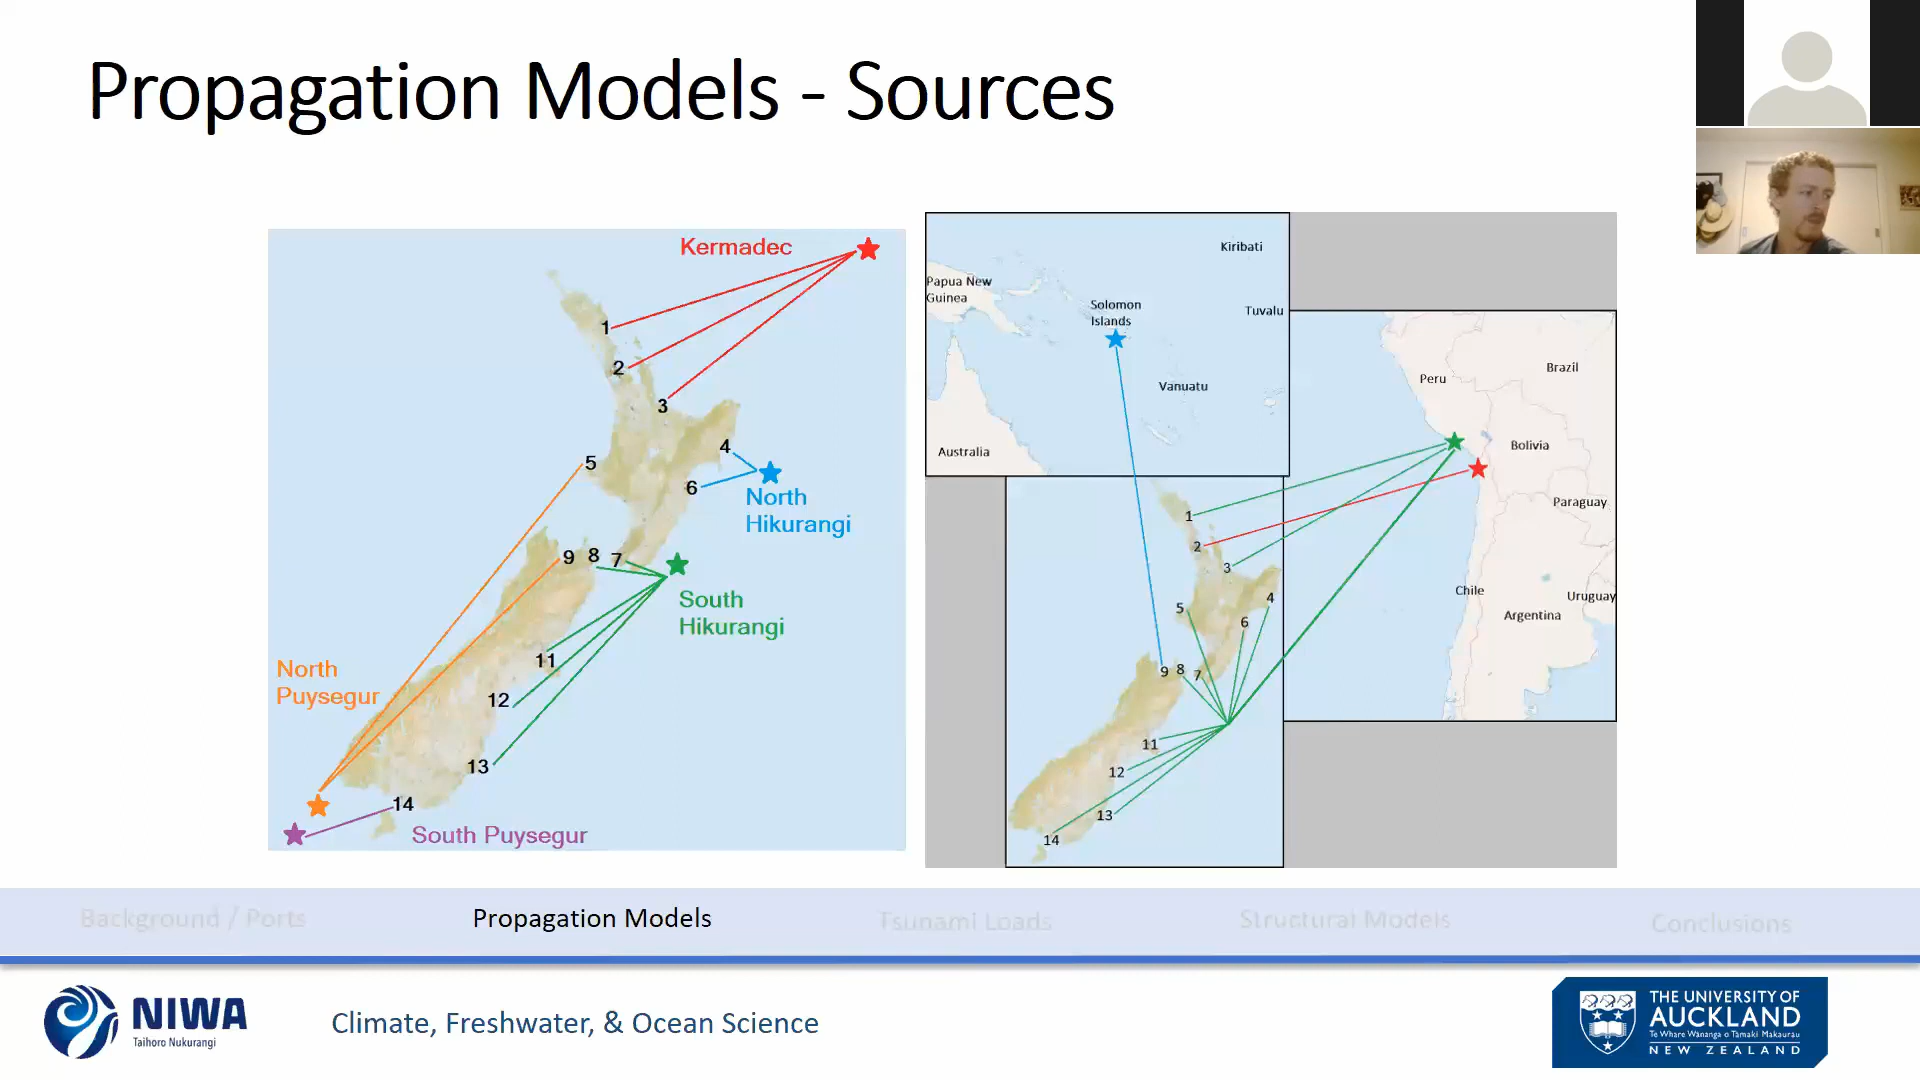 Propagation Models - Sources
Kermadec
1
2
3
4
5
6
North
Hikurangi
9
8
7
South
Hikurangi
11
North
Puysegur
12
13
14
South Puysegur
Kiribati
Papua New
Guinea
Solomon
Islands
Tuvalu
Vanuatu
Australia
Brazil
Peru
Bolivia
Paraguay
Chile
Uruguay
Argentina
1
2
3
4
5
6
9
8
7
11
12
13
14
Background / Ports
Propagation Models
Tsunami Loads
Structural Models
Conclusions
NIWA
Taihoro Nukurangi
Climate, Freshwater, & Ocean Science
THE UNIVERSITY OF
AUCKLAND
Te Whare Wānanga o Tāmaki Makaurau
NEW ZEALAND